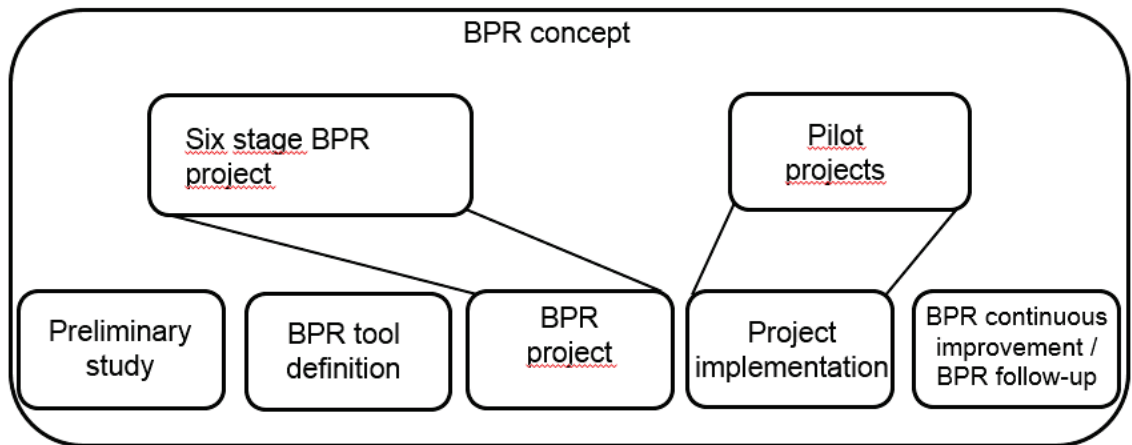 BPR concept
Six stage BPR
project
Pilot
projects
Preliminary
study
BPR tool
definition
BPR
project
Project
implementation
BPR continuous
improvement /
BPR follow-up